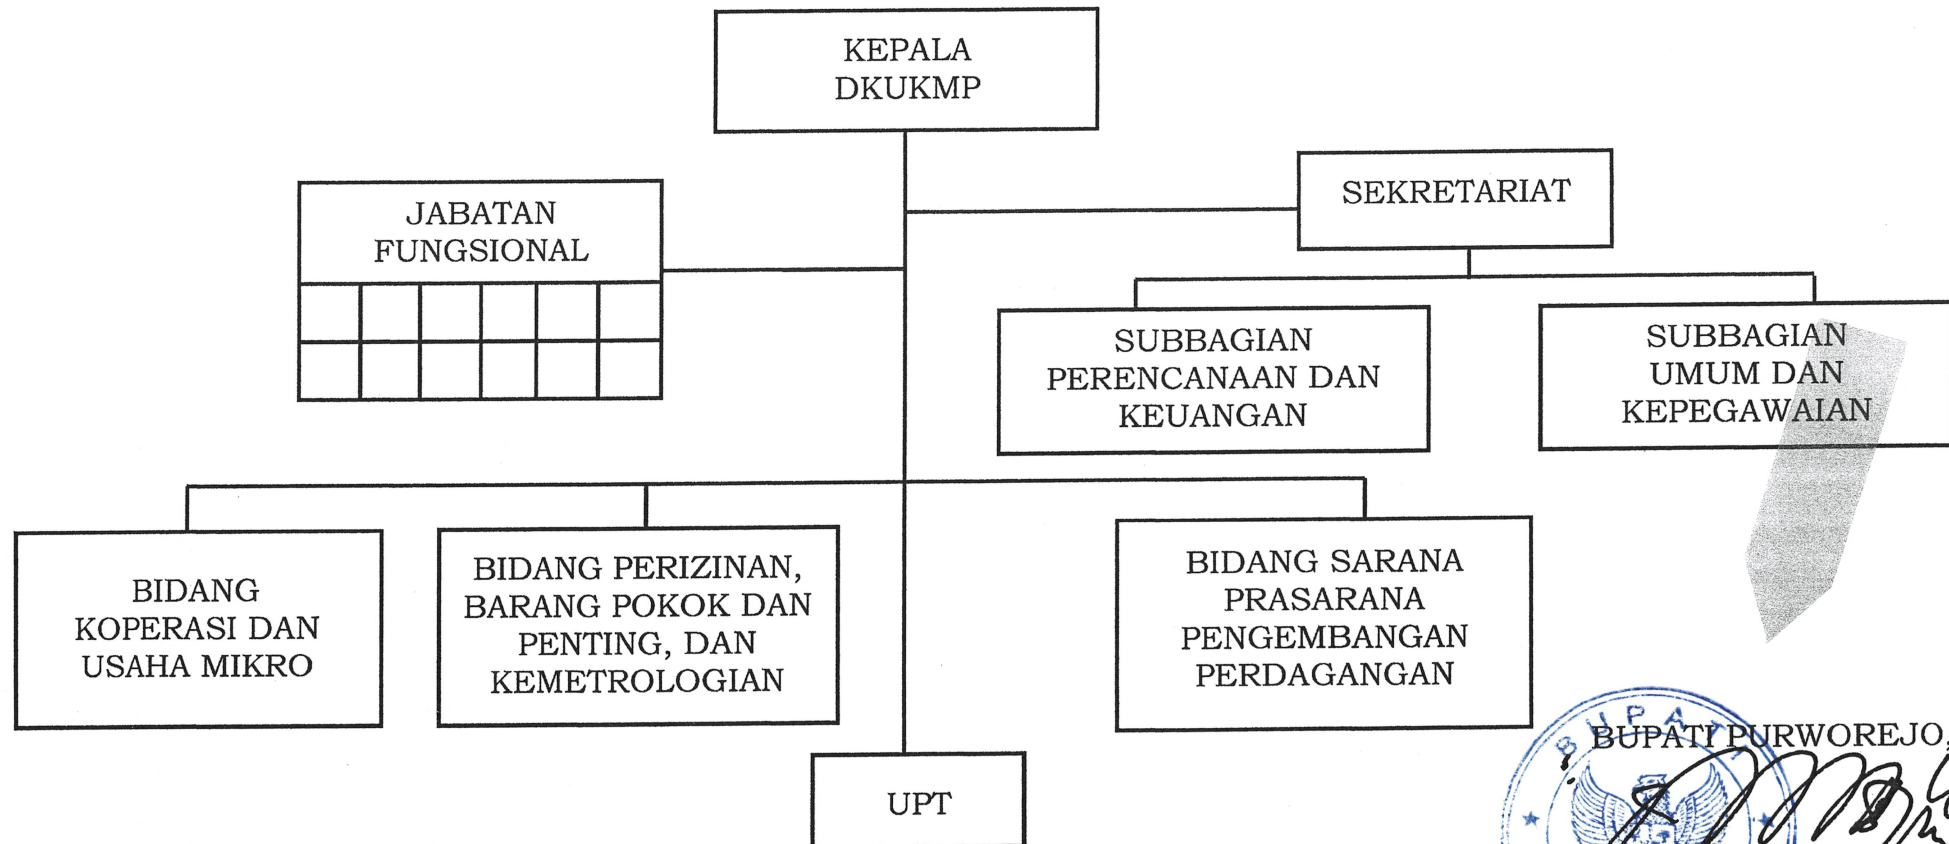 KEPALA
DKUKMP
SEKRETARIAT
JABATAN
FUNGSIONAL
SUBBAGIAN
PERENCANAAN DAN
KEUANGAN
SUBBAGIAN
UMUM DAN
KEPEGAWAIAN
BIDANG
KOPERASI DAN
USAHA MIKRO
BIDANG PERIZINAN,
BARANG POKOK DAN
PENTING, DAN
KEMETROLOGIAN
BIDANG SARANA
PRASARANA
PENGEMBANGAN
PERDAGANGAN
UPT
BUPATI
BUPATI PURWOREJO,